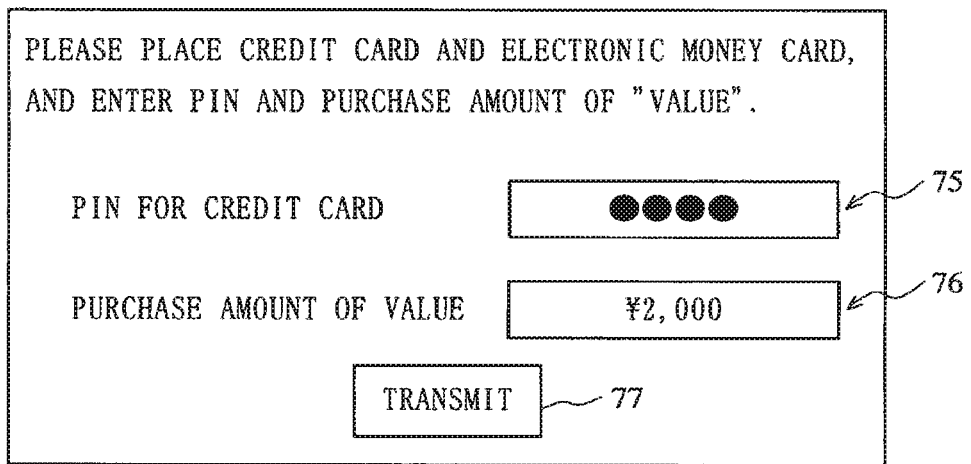 PLEASE PLACE CREDIT CARD AND ELECTRONIC MONEY CARD,
AND ENTER PIN AND PURCHASE AMOUNT OF "VALUE".
PIN FOR CREDIT CARD ●●●● 75
PURCHASE AMOUNT OF VALUE ¥2,000 76
TRANSMIT 77